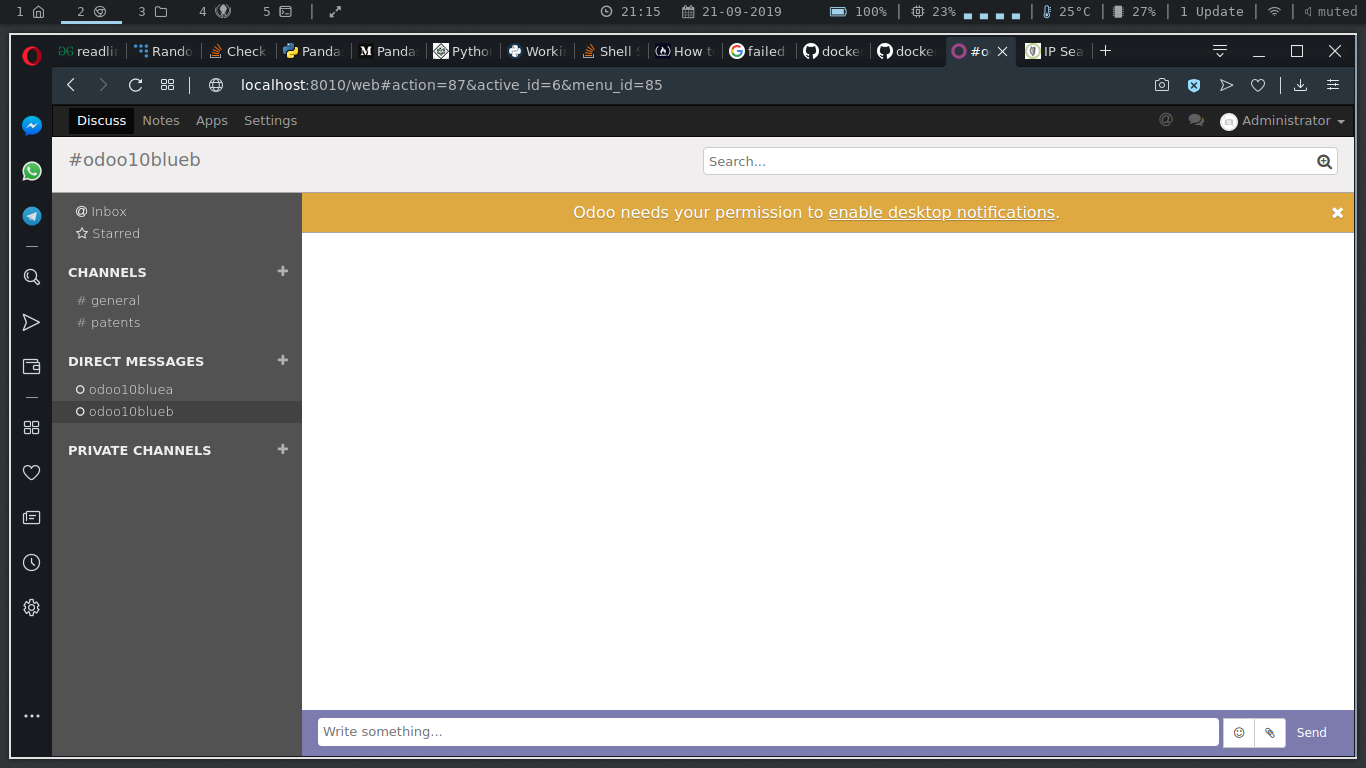 1 2 3 4 5 21:15 21-09-2019 100% 23% 25°C 27% 1 Update muted
readli Rando Check Panda Panda Pytho Worki Shell S How t failed docke docke #o IP Sea
localhost:8010/web#action=87&active_id=6&menu_id=85
Discuss Notes Apps Settings @ Administrator
#odoo10blueb Search...
@ Inbox
Odoo needs your permission to enable desktop notifications.
Starred
CHANNELS
# general
# patents
DIRECT MESSAGES
odoo10bluea
odoo10blueb
PRIVATE CHANNELS
Write something... Send